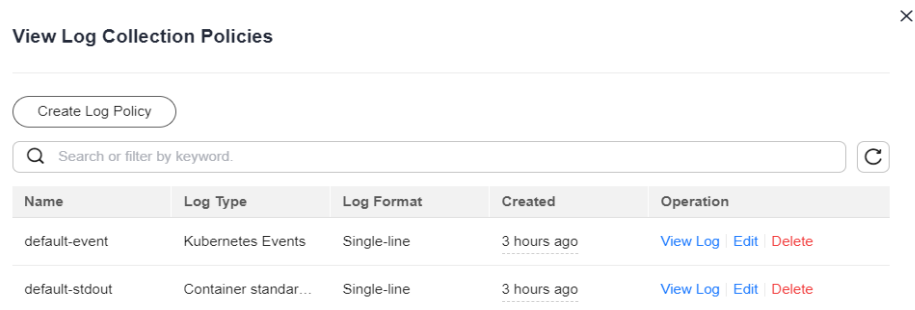 View Log Collection Policies
Create Log Policy
Search or filter by keyword.
Name Log Type Log Format Created Operation
default-event Kubernetes Events Single-line 3 hours ago View Log Edit Delete
default-stdout Container standar... Single-line 3 hours ago View Log Edit Delete